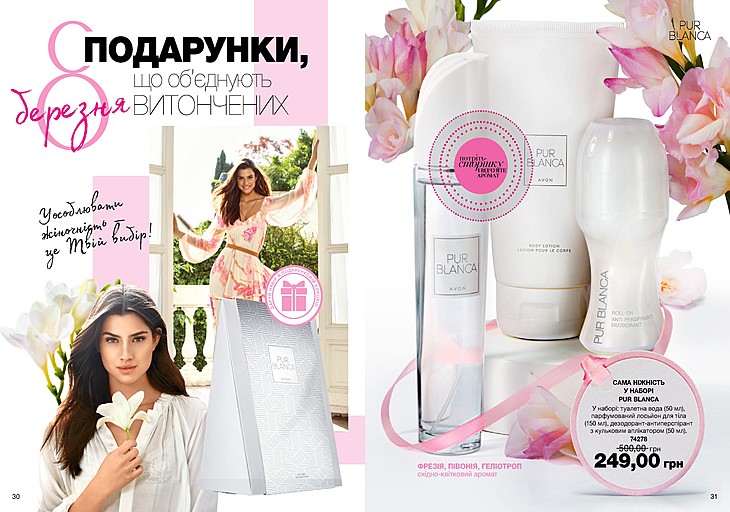 8
березня
ПОДАРУНКИ,
що об'єднують
ВИТОНЧЕНИХ
Уособлювати
жіночність —
це твій вибір!
PUR
BLANCA
AVON
30
PUR
BLANCA
ПОТРІТЬ
СТОРІНКУ
PUR
BLANCA
AVON
BODY LOTION
LOTION POUR LE CORPS
PUR
BLANCA
AVON
PUR BLANCA
ROLL-ON
ANTI-PERSPIRANT
DEODORANT
САМА НІЖНІСТЬ
У НАБОРІ
PUR BLANCA
У наборі: туалетна вода (50 мл),
парфумований лосьйон для тіла
(150 мл), дезодорант-антиперспірант
з кульковим аплікатором (50 мл).
74278
500,00 грн
249,00 грн
ФРЕЗІЯ, ПІВОНІЯ, ГЕЛІОТРОП
східно-квітковий аромат
31